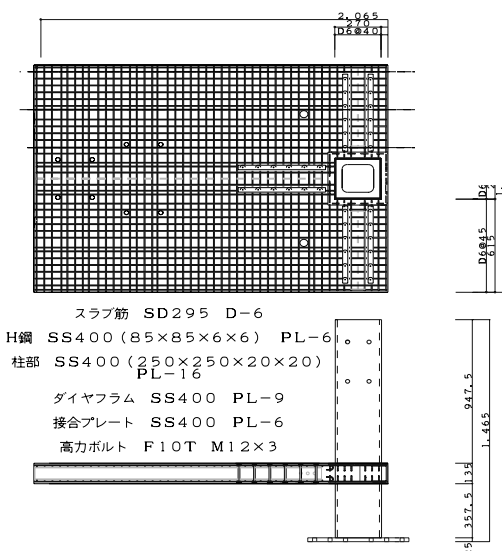 2,065
270
D6@40
D6
D6@45
615
スラブ筋 SD295 D-6
H鋼 SS400(85×85×6×6) PL-6
柱部 SS400(250×250×20×20)
PL-16
ダイヤフラム SS400 PL-9
接合プレート SS400 PL-6
高力ボルト F10T M12×3
947.5
1,465
135
357.5